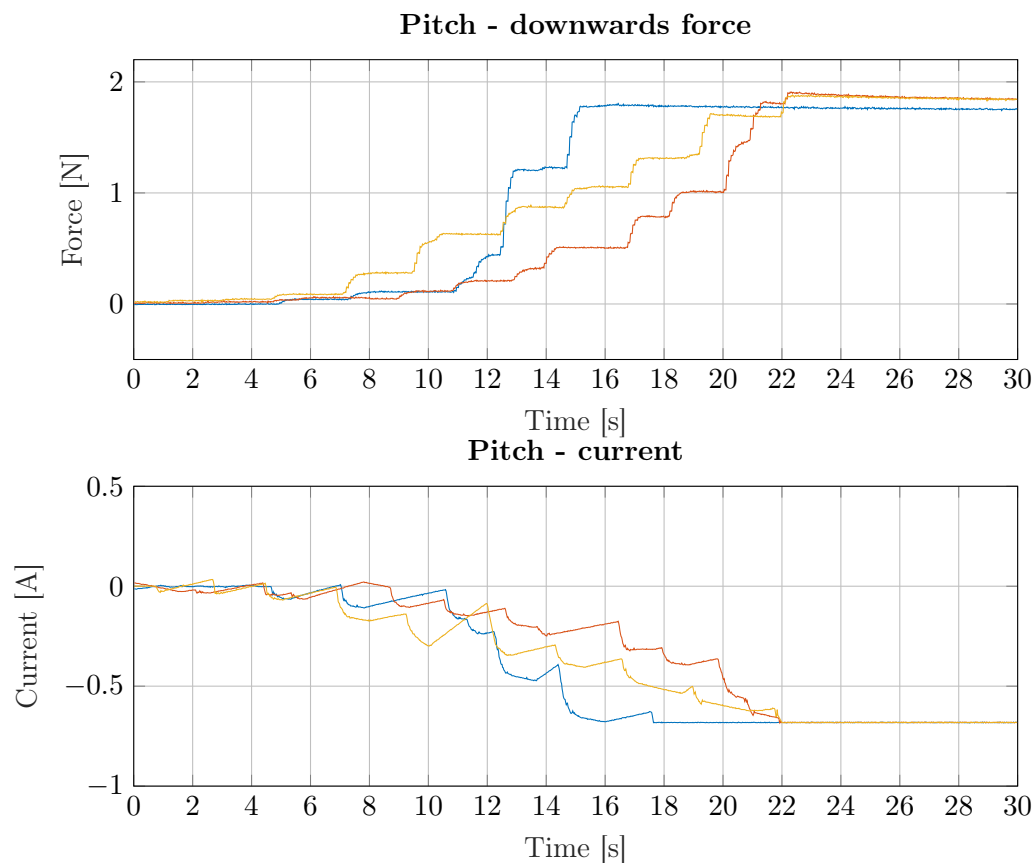 Pitch - downwards force
2
1
0
Force [N]
0 2 4 6 8 10 12 14 16 18 20 22 24 26 28 30
Time [s]
Pitch - current
0.5
0
−0.5
−1
Current [A]
0 2 4 6 8 10 12 14 16 18 20 22 24 26 28 30
Time [s]